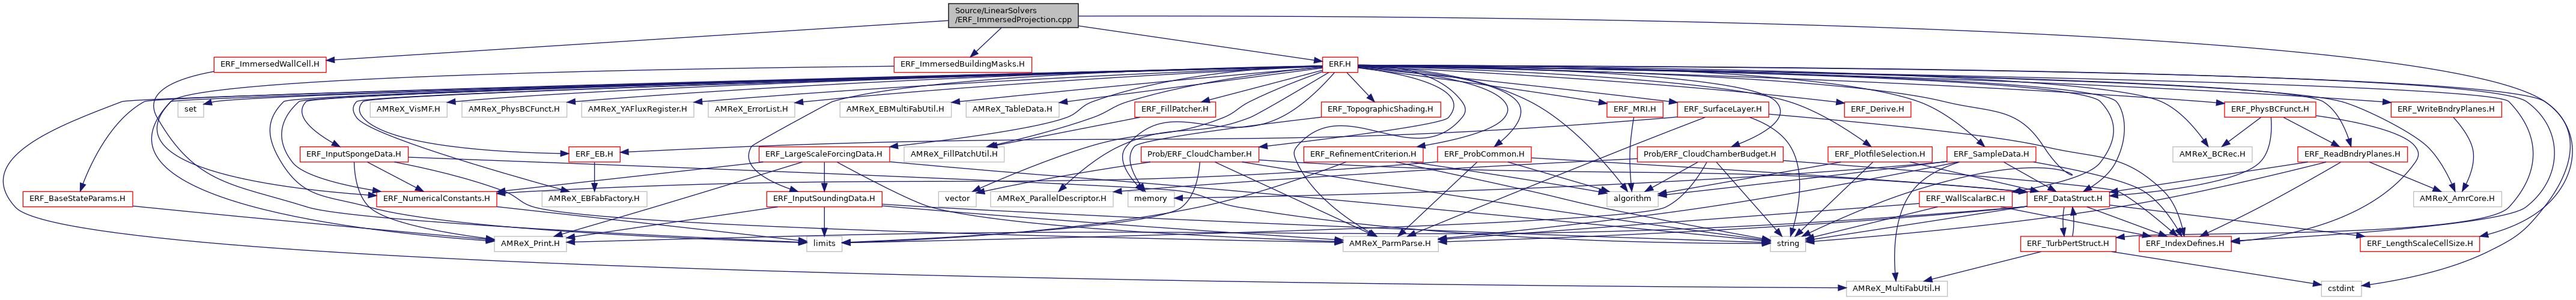 Source/LinearSolvers
/ERF_ImmersedProjection.cpp
ERF_ImmersedWallCell.H
ERF_ImmersedBuildingMasks.H
ERF.H
set
AMReX_VisMF.H
AMReX_PhysBCFunct.H
AMReX_YAFluxRegister.H
AMReX_ErrorList.H
AMReX_EBMultiFabUtil.H
AMReX_TableData.H
ERF_FillPatcher.H
ERF_TopographicShading.H
ERF_MRI.H
ERF_SurfaceLayer.H
ERF_Derive.H
ERF_PhysBCFunct.H
ERF_WriteBndryPlanes.H
ERF_InputSpongeData.H
ERF_EB.H
ERF_LargeScaleForcingData.H
AMReX_FillPatchUtil.H
Prob/ERF_CloudChamber.H
ERF_RefinementCriterion.H
ERF_ProbCommon.H
Prob/ERF_CloudChamberBudget.H
ERF_PlotfileSelection.H
ERF_SampleData.H
AMReX_BCRec.H
ERF_ReadBndryPlanes.H
ERF_BaseStateParams.H
ERF_NumericalConstants.H
AMReX_EBFabFactory.H
ERF_InputSoundingData.H
vector
AMReX_ParallelDescriptor.H
memory
algorithm
ERF_WallScalarBC.H
ERF_DataStruct.H
AMReX_AmrCore.H
AMReX_Print.H
limits
AMReX_ParmParse.H
string
ERF_TurbPertStruct.H
ERF_IndexDefines.H
ERF_LengthScaleCellSize.H
AMReX_MultiFabUtil.H
cstdint